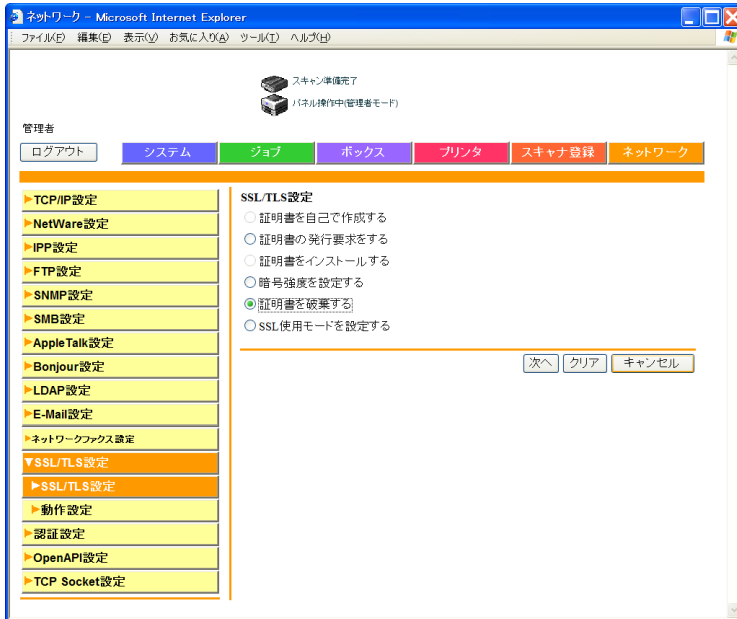 ネットワーク - Microsoft Internet Explorer
ファイル(F) 編集(E) 表示(V) お気に入り(A) ツール(T) ヘルプ(H)
スキャン準備完了
パネル操作中(管理者モード)
管理者
ログアウト システム ジョブ ボックス プリンタ スキャナ登録 ネットワーク
TCP/IP設定
NetWare設定
IPP設定
FTP設定
SNMP設定
SMB設定
AppleTalk設定
Bonjour設定
LDAP設定
E-Mail設定
ネットワークファクス設定
SSL/TLS設定
SSL/TLS設定
動作設定
認証設定
OpenAPI設定
TCP Socket設定
SSL/TLS設定
証明書を自己で作成する
証明書の発行要求をする
証明書をインストールする
暗号強度を設定する
証明書を破棄する
SSL使用モードを設定する
次へ クリア キャンセル